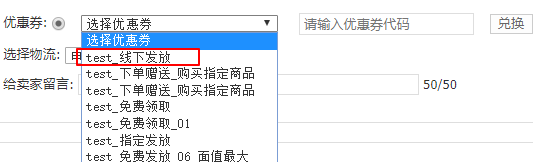 优惠券: 选择优惠券 请输入优惠券代码 兑换
选择优惠券
选择物流:
test_线下发放
test_下单赠送_购买指定商品
给卖家留言: 50/50
test_下单赠送_购买指定商品
test_免费领取
test_免费领取_01
test_指定发放
test_免费发放_06_面值最大